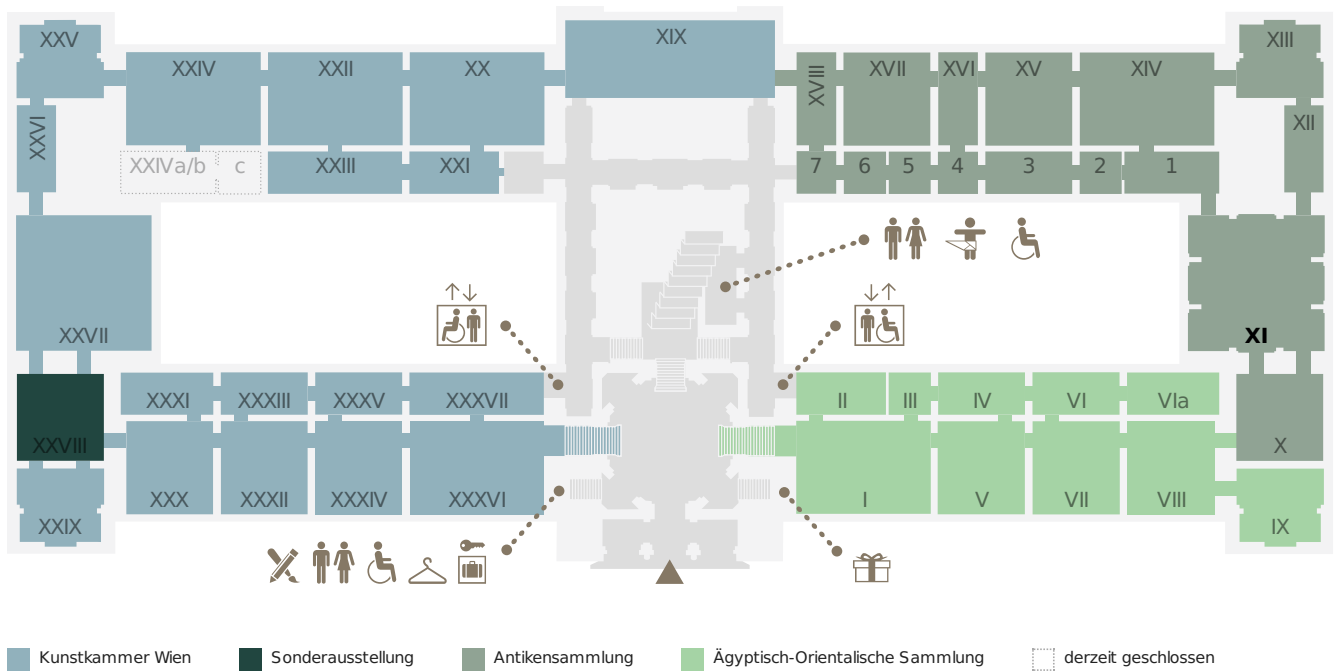 XXV
XXIV
XXII
XX
XIX
XVIII
XVII
XVI
XV
XIV
XIII
XXVI
XXIVa/b
c
XXIII
XXI
7
6
5
4
3
2
1
XII
XXVII
XI
XXVIII
XXXI
XXXIII
XXXV
XXXVII
II
III
IV
VI
VIa
X
XXIX
XXX
XXXII
XXXIV
XXXVI
I
V
VII
VIII
IX
Kunstkammer Wien
Sonderausstellung
Antikensammlung
Ägyptisch-Orientalische Sammlung
derzeit geschlossen